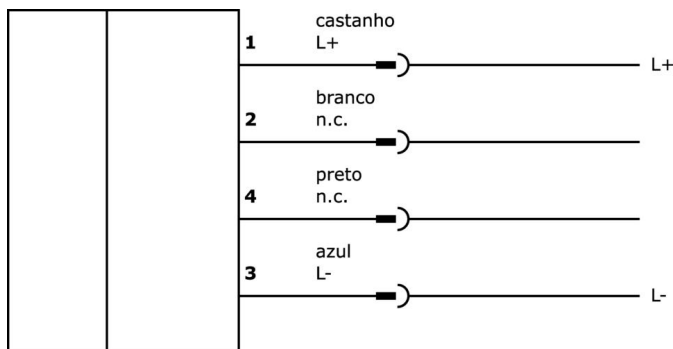 castanho
1 L+
L+
branco
2 n.c.
preto
4 n.c.
azul
3 L-
L-